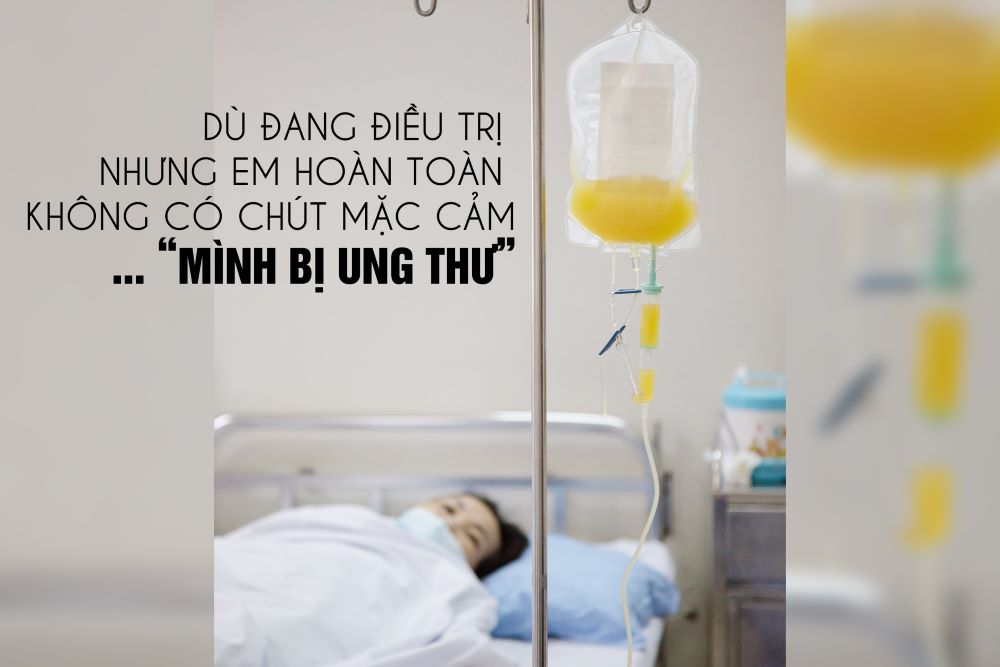 DÙ ĐANG ĐIỀU TRỊ
NHƯNG EM HOÀN TOÀN
KHÔNG CÓ CHÚT MẶC CẢM
... “MÌNH BỊ UNG THƯ”